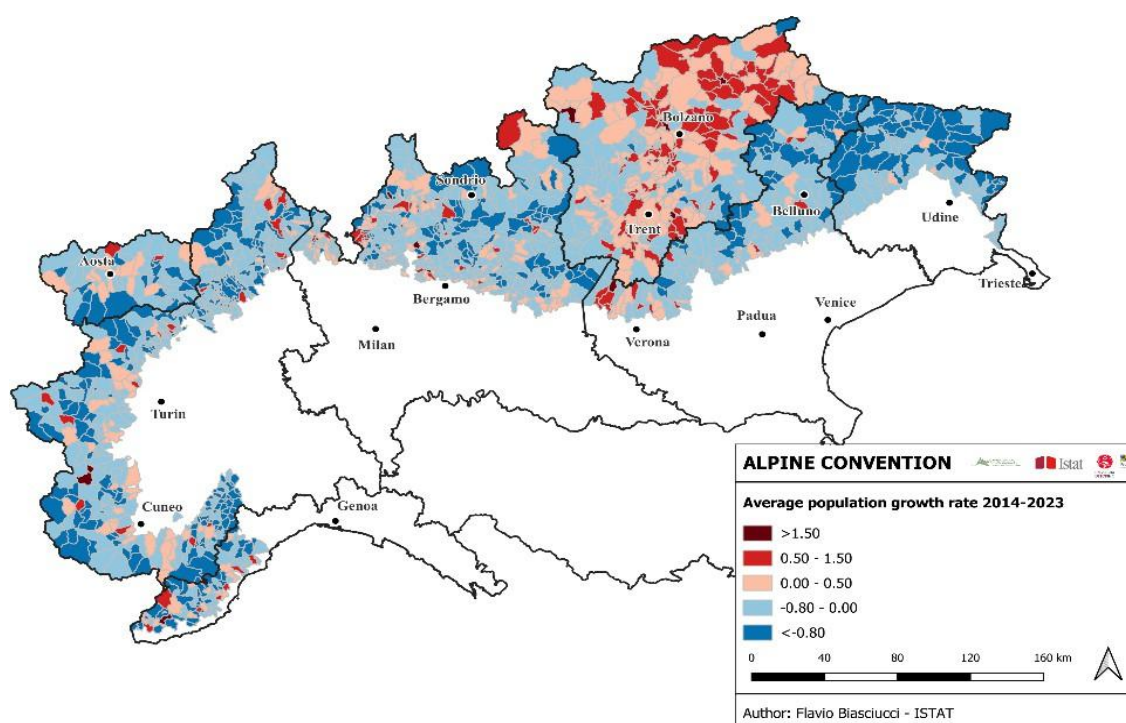 Bolzano
Sondrio
Trent
Belluno
Udine
Aosta
Trieste
Bergamo
Venice
Padua
Verona
Milan
Turin
Genoa
Cuneo
ALPINE CONVENTION
Istat
Average population growth rate 2014-2023
>1.50
0.50 - 1.50
0.00 - 0.50
-0.80 - 0.00
<-0.80
0 40 80 120 160 km
Author: Flavio Biasciucci - ISTAT